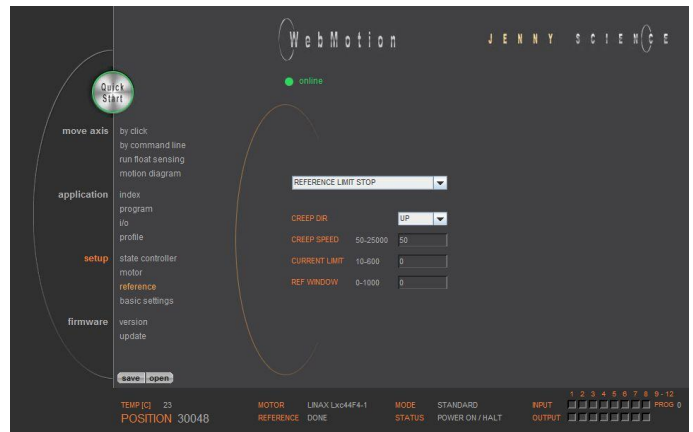 WebMotion
JENNY SCIENCE
Quick Start
online
move axis by click
by command line
run float sensing
motion diagram
application index
program
i/o
profile
setup state controller
motor
reference
basic settings
firmware version
update
REFERENCE LIMIT STOP
CREEP DIR UP
CREEP SPEED 50-25000 50
CURRENT LIMIT 10-600 0
REF WINDOW 0-1000 0
save open
1 2 3 4 5 6 7 8 9-12
TEMP [C] 23 MOTOR LINAX Lxc44F4-1 MODE STANDARD INPUT PROG 0
POSITION 30048 REFERENCE DONE STATUS POWER ON / HALT OUTPUT